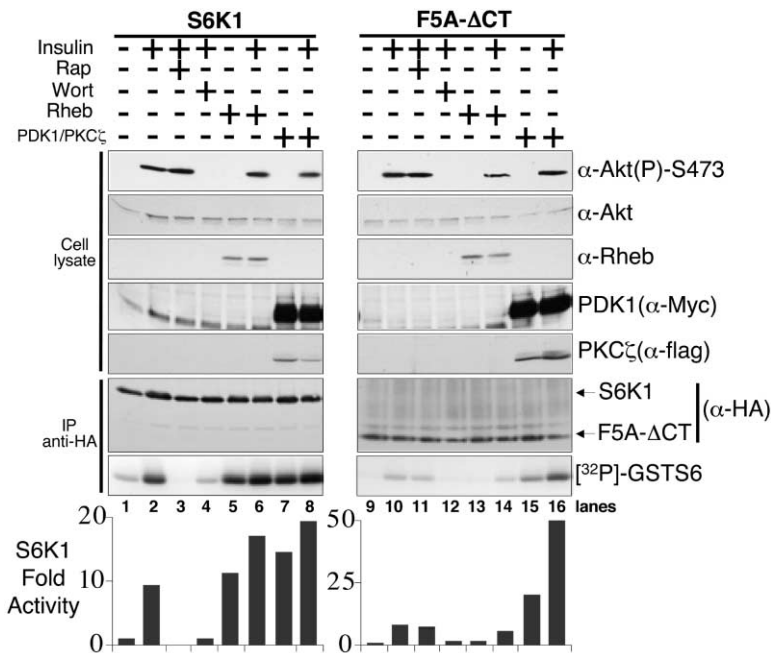 S6K1 F5A-ΔCT
Insulin - + + + - + - + - + + + - + - +
Rap - - + - - - - - - - + - - - - -
Wort - - - + - - - - - - - + - - - -
Rheb - - - - + + - - - - - - + + - -
PDK1/PKCζ - - - - - - + + - - - - - - + +
α-Akt(P)-S473
α-Akt
Cell
lysate
α-Rheb
PDK1(α-Myc)
PKCζ(α-flag)
IP
anti-HA
S6K1
(α-HA)
F5A-ΔCT
[32P]-GSTS6
1 2 3 4 5 6 7 8 9 10 11 12 13 14 15 16 lanes
S6K1
Fold
Activity
20
10
0
50
25
0